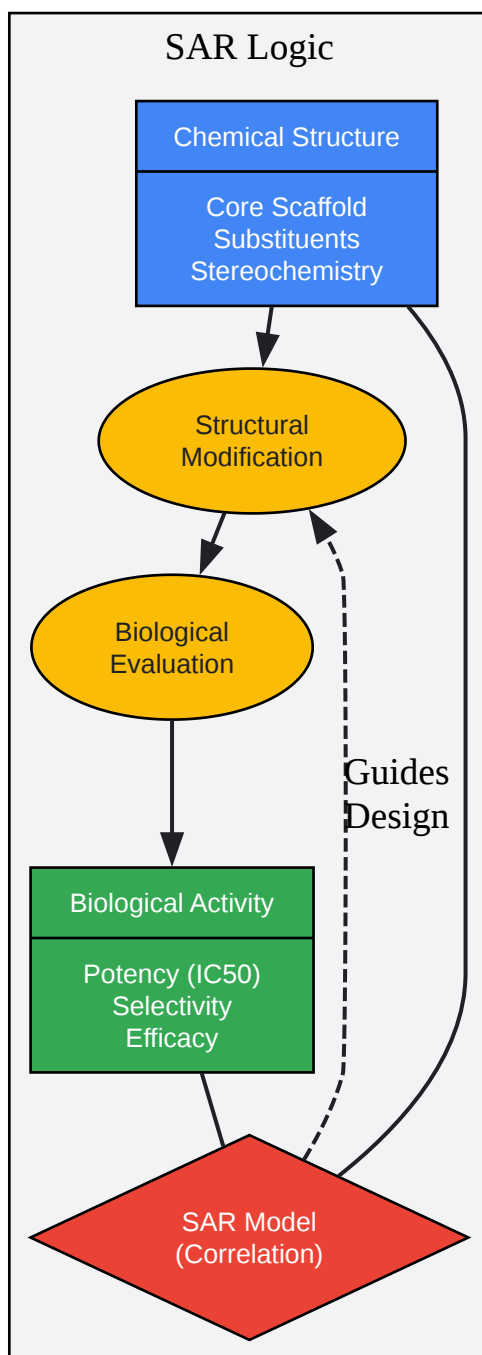 SAR Logic
Chemical Structure
Core Scaffold
Substituents
Stereochemistry
Structural
Modification
Biological
Evaluation
Guides
Design
Biological Activity
Potency (IC50)
Selectivity
Efficacy
SAR Model
(Correlation)